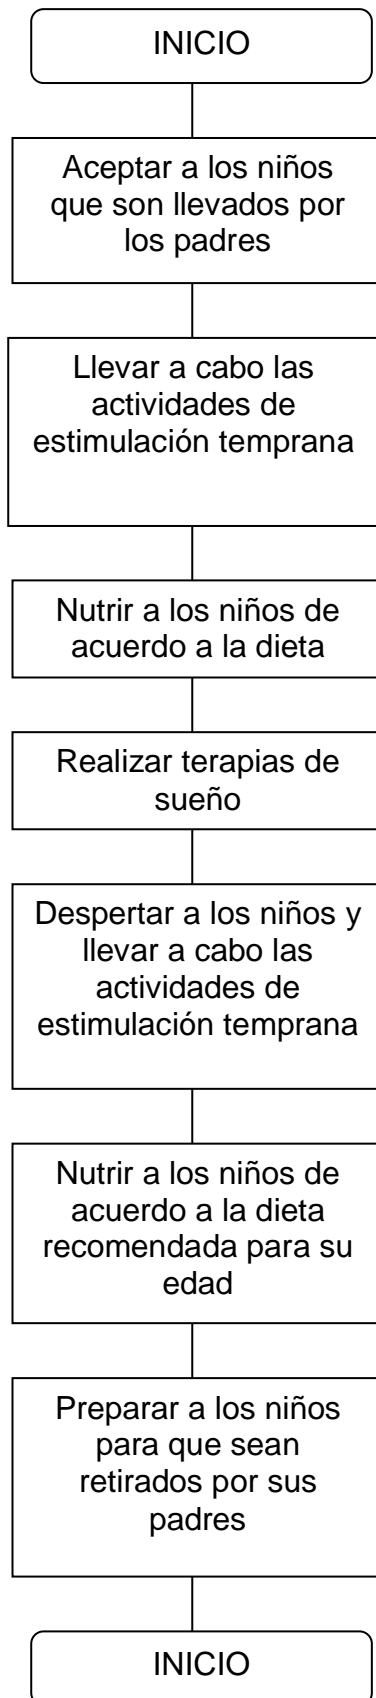 INICIO
Aceptar a los niños
que son llevados por
los padres
Llevar a cabo las
actividades de
estimulación temprana
Nutrir a los niños de
acuerdo a la dieta
Realizar terapias de
sueño
Despertar a los niños y
llevar a cabo las
actividades de
estimulación temprana
Nutrir a los niños de
acuerdo a la dieta
recomendada para su
edad
Preparar a los niños
para que sean
retirados por sus
padres
INICIO